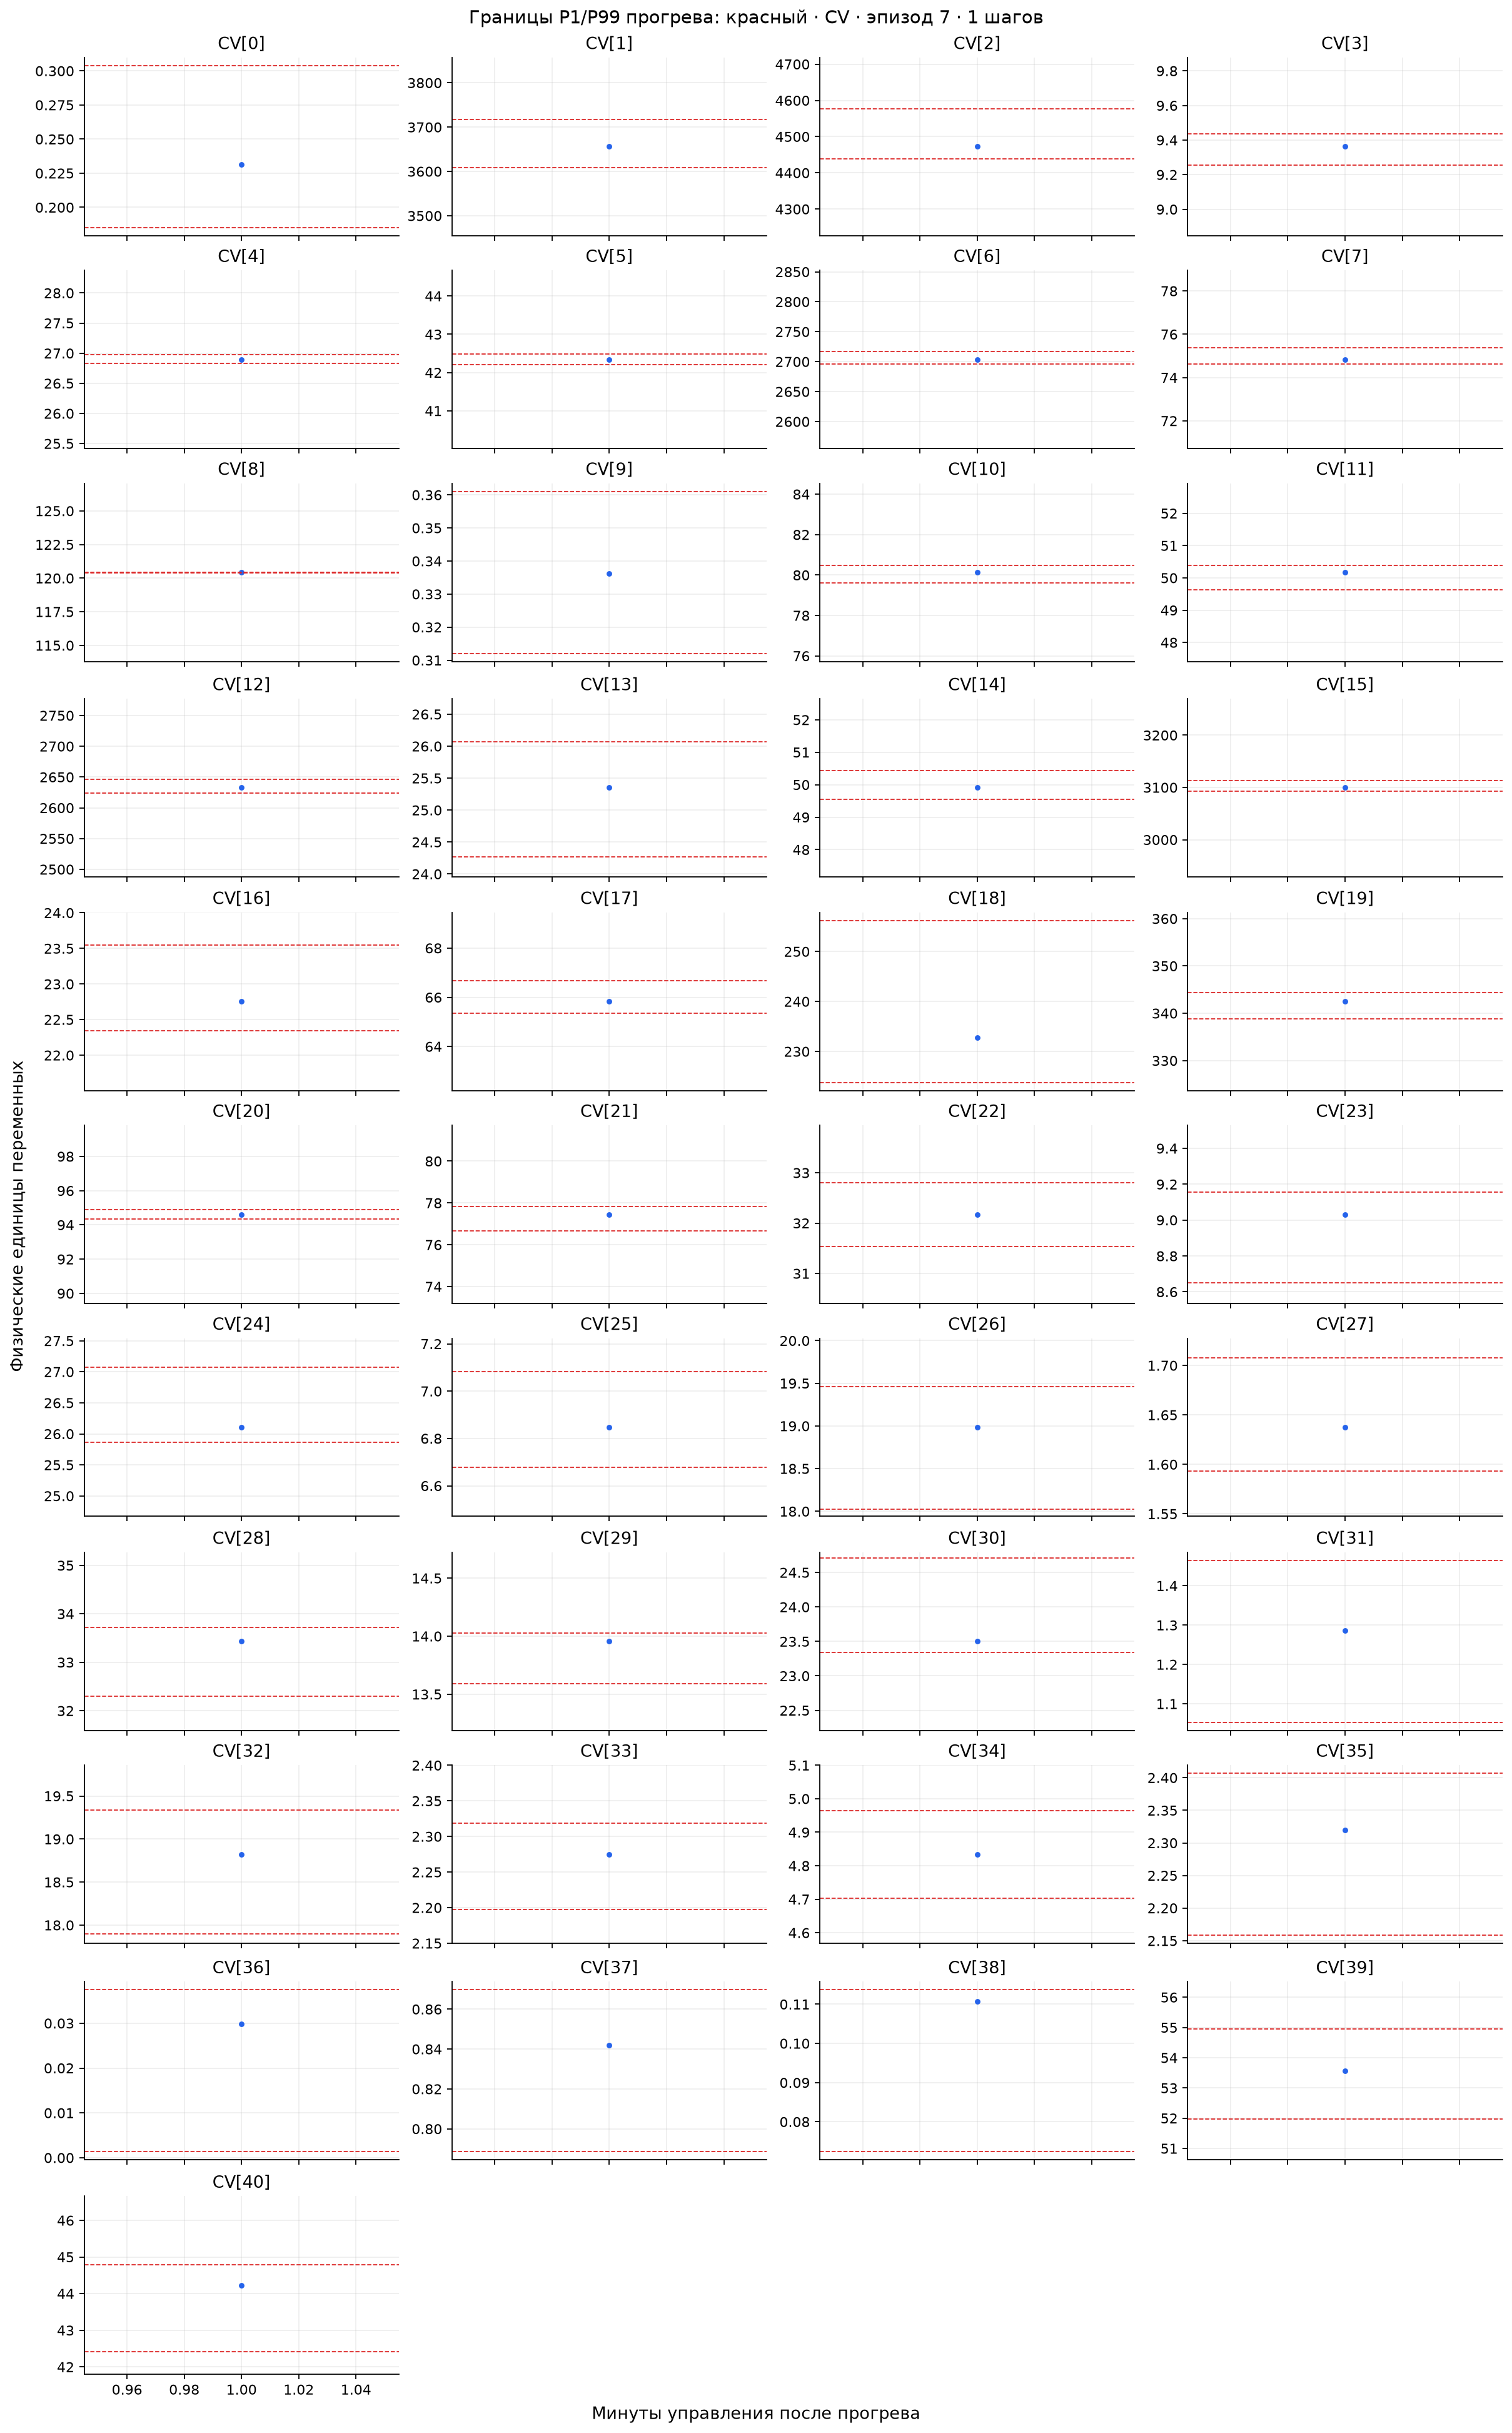 Границы P1/P99 прогрева: красный · CV · эпизод 7 · 1 шагов
CV[0] CV[1] CV[2] CV[3]
0.300 0.275 0.250 0.225 0.200
3800 3700 3600 3500
4700 4600 4500 4400 4300
9.8 9.6 9.4 9.2 9.0
CV[4] CV[5] CV[6] CV[7]
28.0 27.5 27.0 26.5 26.0 25.5
44 43 42 41
2850 2800 2750 2700 2650 2600
78 76 74 72
CV[8] CV[9] CV[10] CV[11]
125.0 122.5 120.0 117.5 115.0
0.36 0.35 0.34 0.33 0.32 0.31
84 82 80 78 76
52 51 50 49 48
CV[12] CV[13] CV[14] CV[15]
2750 2700 2650 2600 2550 2500
26.5 26.0 25.5 25.0 24.5 24.0
52 51 50 49 48
3200 3100 3000
CV[16] CV[17] CV[18] CV[19]
24.0 23.5 23.0 22.5 22.0
68 66 64
250 240 230
360 350 340 330
CV[20] CV[21] CV[22] CV[23]
98 96 94 92 90
80 78 76 74
33 32 31
9.4 9.2 9.0 8.8 8.6
CV[24] CV[25] CV[26] CV[27]
27.5 27.0 26.5 26.0 25.5 25.0
7.2 7.0 6.8 6.6
20.0 19.5 19.0 18.5 18.0
1.70 1.65 1.60 1.55
CV[28] CV[29] CV[30] CV[31]
35 34 33 32
14.5 14.0 13.5
24.5 24.0 23.5 23.0 22.5
1.4 1.3 1.2 1.1
CV[32] CV[33] CV[34] CV[35]
19.5 19.0 18.5 18.0
2.40 2.35 2.30 2.25 2.20 2.15
5.1 5.0 4.9 4.8 4.7 4.6
2.40 2.35 2.30 2.25 2.20 2.15
CV[36] CV[37] CV[38] CV[39]
0.03 0.02 0.01 0.00
0.86 0.84 0.82 0.80
0.11 0.10 0.09 0.08
56 55 54 53 52 51
CV[40]
46 45 44 43 42
0.96 0.98 1.00 1.02 1.04
Физические единицы переменных
Минуты управления после прогрева